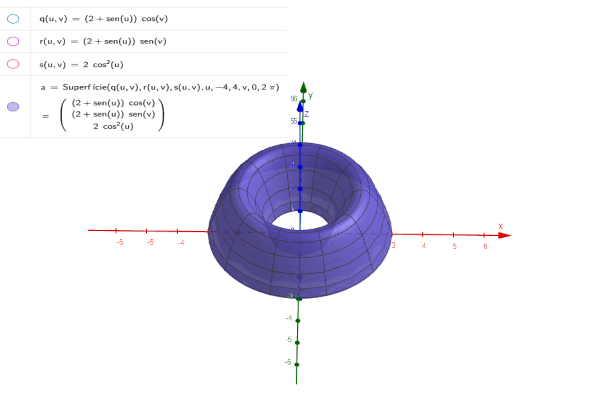 q(u,v) = (2 + sen(u)) cos(v)
r(u,v) = (2 + sen(u)) sen(v)
s(u,v) = 2 cos²(u)
a = Superfície(q(u,v), r(u,v), s(u,v), u, −4, 4, v, 0, 2 π)
(2 + sen(u)) cos(v)
= (2 + sen(u)) sen(v)
2 cos²(u)
y
z
x
-5 -5 -4 3 4 5 6
-4
-5
-6